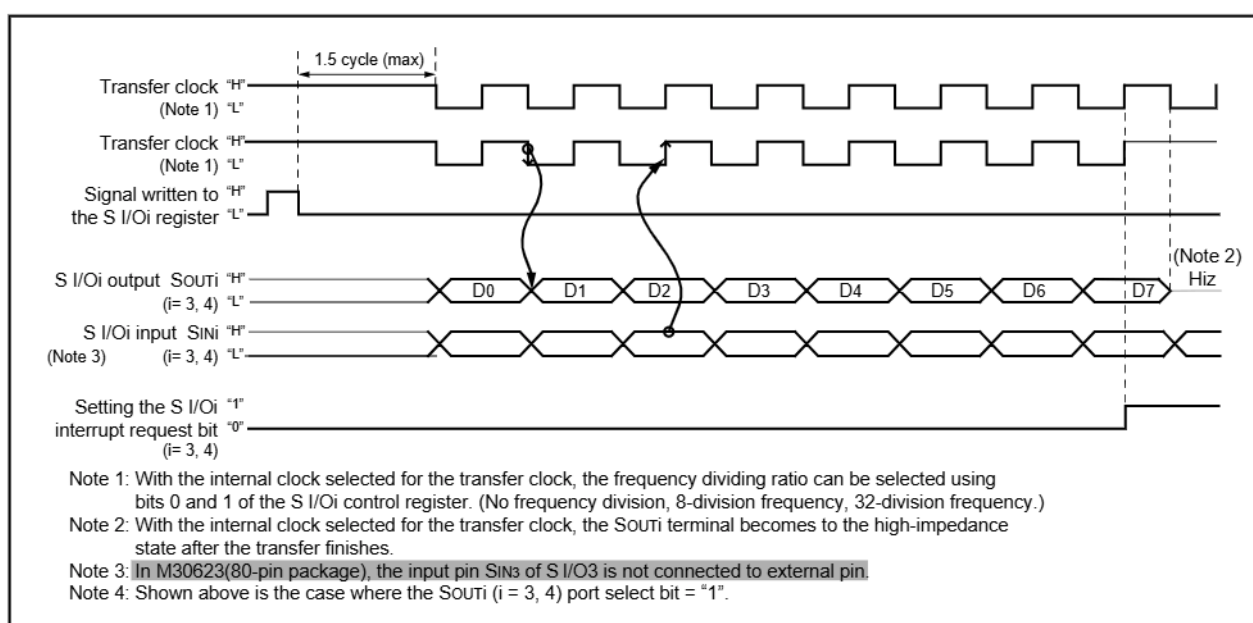 1.5 cycle (max)
Transfer clock "H"
(Note 1) "L"
Transfer clock "H"
(Note 1) "L"
Signal written to "H"
the S I/Oi register "L"
S I/Oi output SOUTi "H"
(i= 3, 4) "L"
D0 D1 D2 D3 D4 D5 D6 D7
(Note 2)
Hiz
S I/Oi input SINi "H"
(Note 3) (i= 3, 4) "L"
Setting the S I/Oi "1"
interrupt request bit "0"
(i= 3, 4)
Note 1: With the internal clock selected for the transfer clock, the frequency dividing ratio can be selected using
bits 0 and 1 of the S I/Oi control register. (No frequency division, 8-division frequency, 32-division frequency.)
Note 2: With the internal clock selected for the transfer clock, the SOUTi terminal becomes to the high-impedance
state after the transfer finishes.
Note 3: In M30623(80-pin package), the input pin SIN3 of S I/O3 is not connected to external pin.
Note 4: Shown above is the case where the SOUTi (i = 3, 4) port select bit = "1".